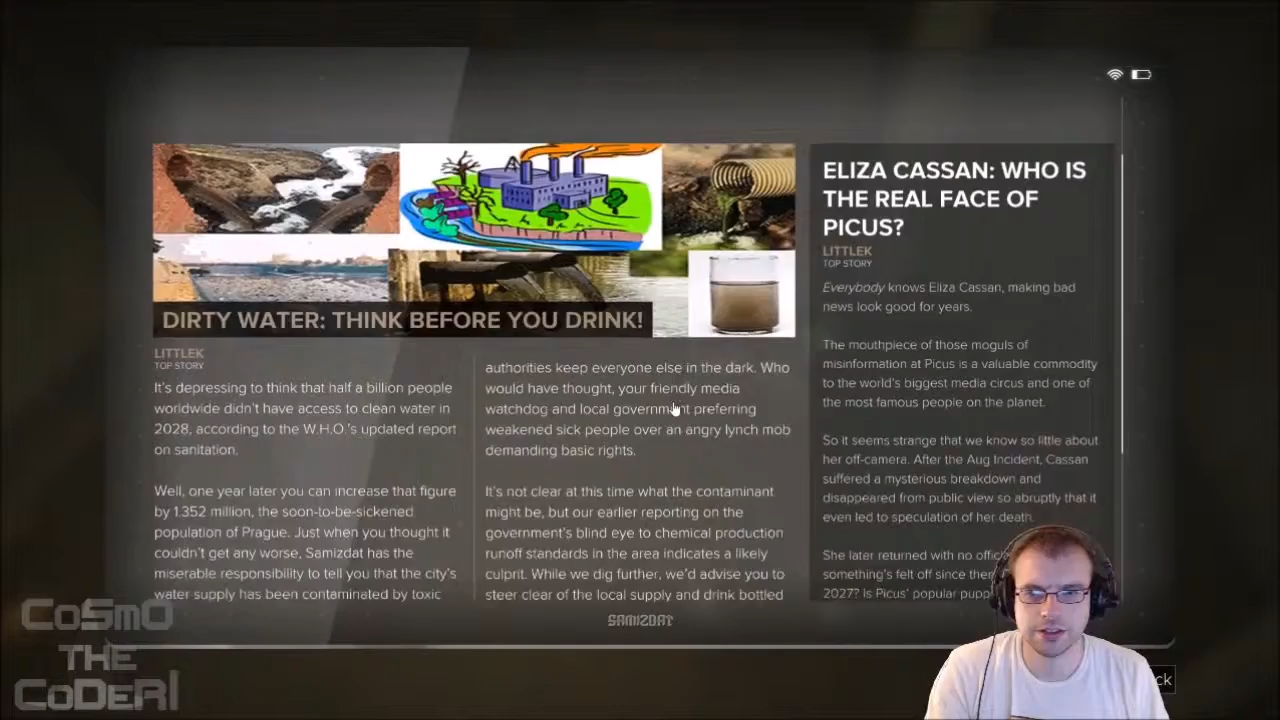 DIRTY WATER: THINK BEFORE YOU DRINK!
LITTLEK
TOP STORY
It's depressing to think that half a billion people
worldwide didn't have access to clean water in
2028, according to the W.H.O.'s updated report
on sanitation.
Well, one year later you can increase that figure
by 1.352 million, the soon-to-be-sickened
population of Prague. Just when you thought it
couldn't get any worse, Samizdat has the
miserable responsibility to tell you that the city's
water supply has been contaminated by toxic
authorities keep everyone else in the dark. Who
would have thought, your friendly media
watchdog and local government preferring
weakened sick people over an angry lynch mob
demanding basic rights.
It's not clear at this time what the contaminant
might be, but our earlier reporting on the
government's blind eye to chemical production
runoff standards in the area indicates a likely
culprit. While we dig further, we'd advise you to
steer clear of the local supply and drink bottled
ELIZA CASSAN: WHO IS
THE REAL FACE OF
PICUS?
LITTLEK
TOP STORY
Everybody knows Eliza Cassan, making bad
news look good for years.
The mouthpiece of those moguls of
misinformation at Picus is a valuable commodity
to the world's biggest media circus and one of
the most famous people on the planet.
So it seems strange that we know so little about
her off-camera. After the Aug Incident, Cassan
suffered a mysterious breakdown and
disappeared from public view so abruptly that it
even led to speculation of her death.
She later returned with no
something's felt off since
2027? Is Picus' popular
SAMIZDAT
CoSmO
THE
CoDER!